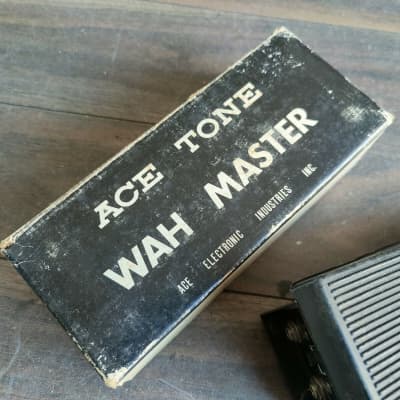 ACE TONE
WAH MASTER
ACE ELECTRONIC INDUSTRIES INC